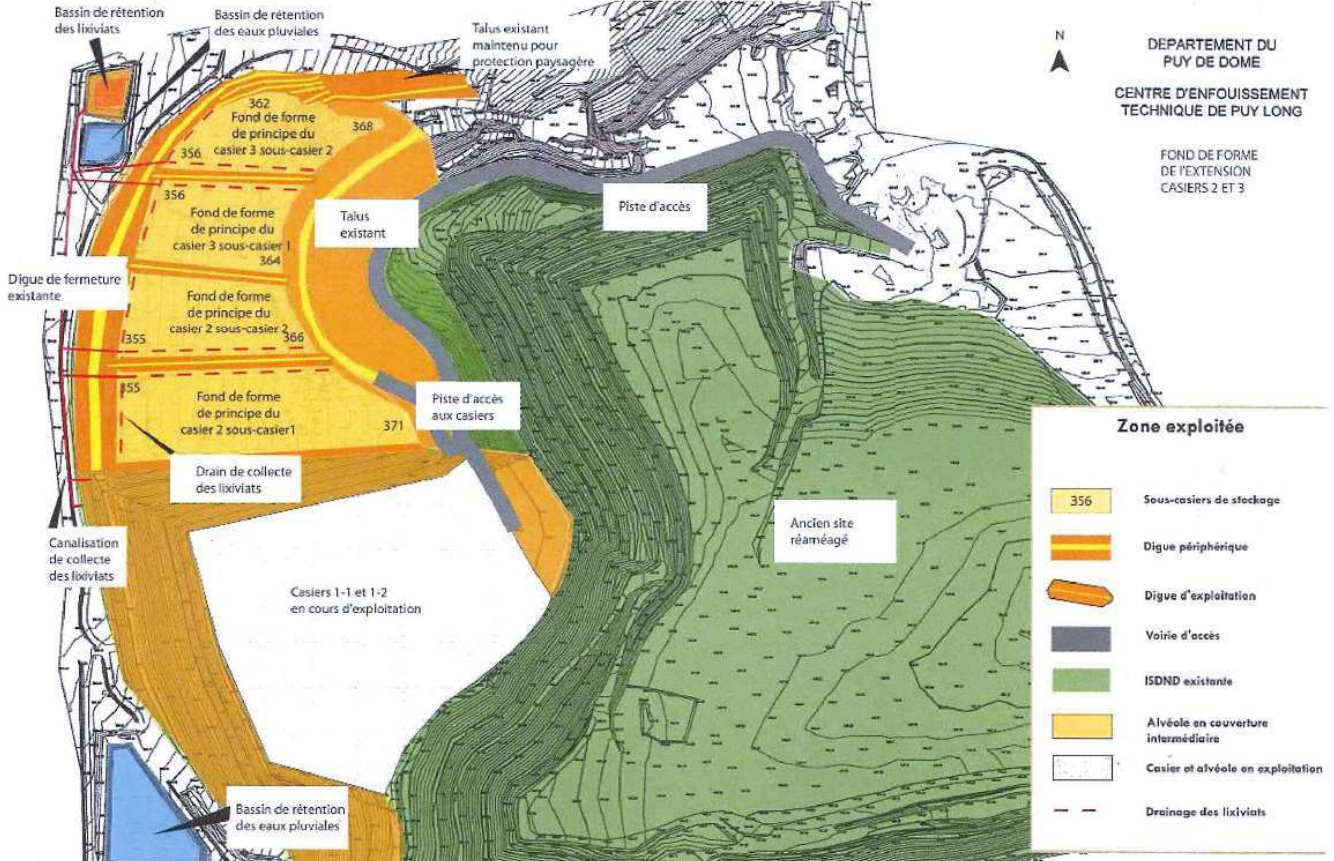 Bassin de rétention
des lixiviats
Bassin de rétention
des eaux pluviales
Talus existant
maintenu pour
protection paysagère
N
DEPARTEMENT DU
PUY DE DOME
CENTRE D'ENFOUISSEMENT
TECHNIQUE DE PUY LONG
FOND DE FORME
DE l'EXTENSION
CASIERS 2 ET 3
362
Fond de forme
de principe du
casier 3 sous-casier 2
368
356
356
Fond de forme
de principe du
casier 3 sous-casier 1
364
Talus
existant
Piste d'accès
Digue de fermeture
existante
Fond de forme
de principe du
casier 2 sous-casier 2
355
366
355
Fond de forme
de principe du
casier 2 sous-casier1
371
Piste d'accès
aux casiers
Drain de collecte
des lixiviats
Canalisation
de collecte
des lixiviats
Casiers 1-1 et 1-2
en cours d'exploitation
Ancien site
réaméagé
Bassin de rétention
des eaux pluviales
Zone exploitée
356
Sous-casiers de stockage
Digue périphérique
Digue d'exploitation
Voirie d'accès
ISDND existante
Alvéole en couverture
intermédiaire
Casier et alvéole en exploitation
Drainage des lixiviats